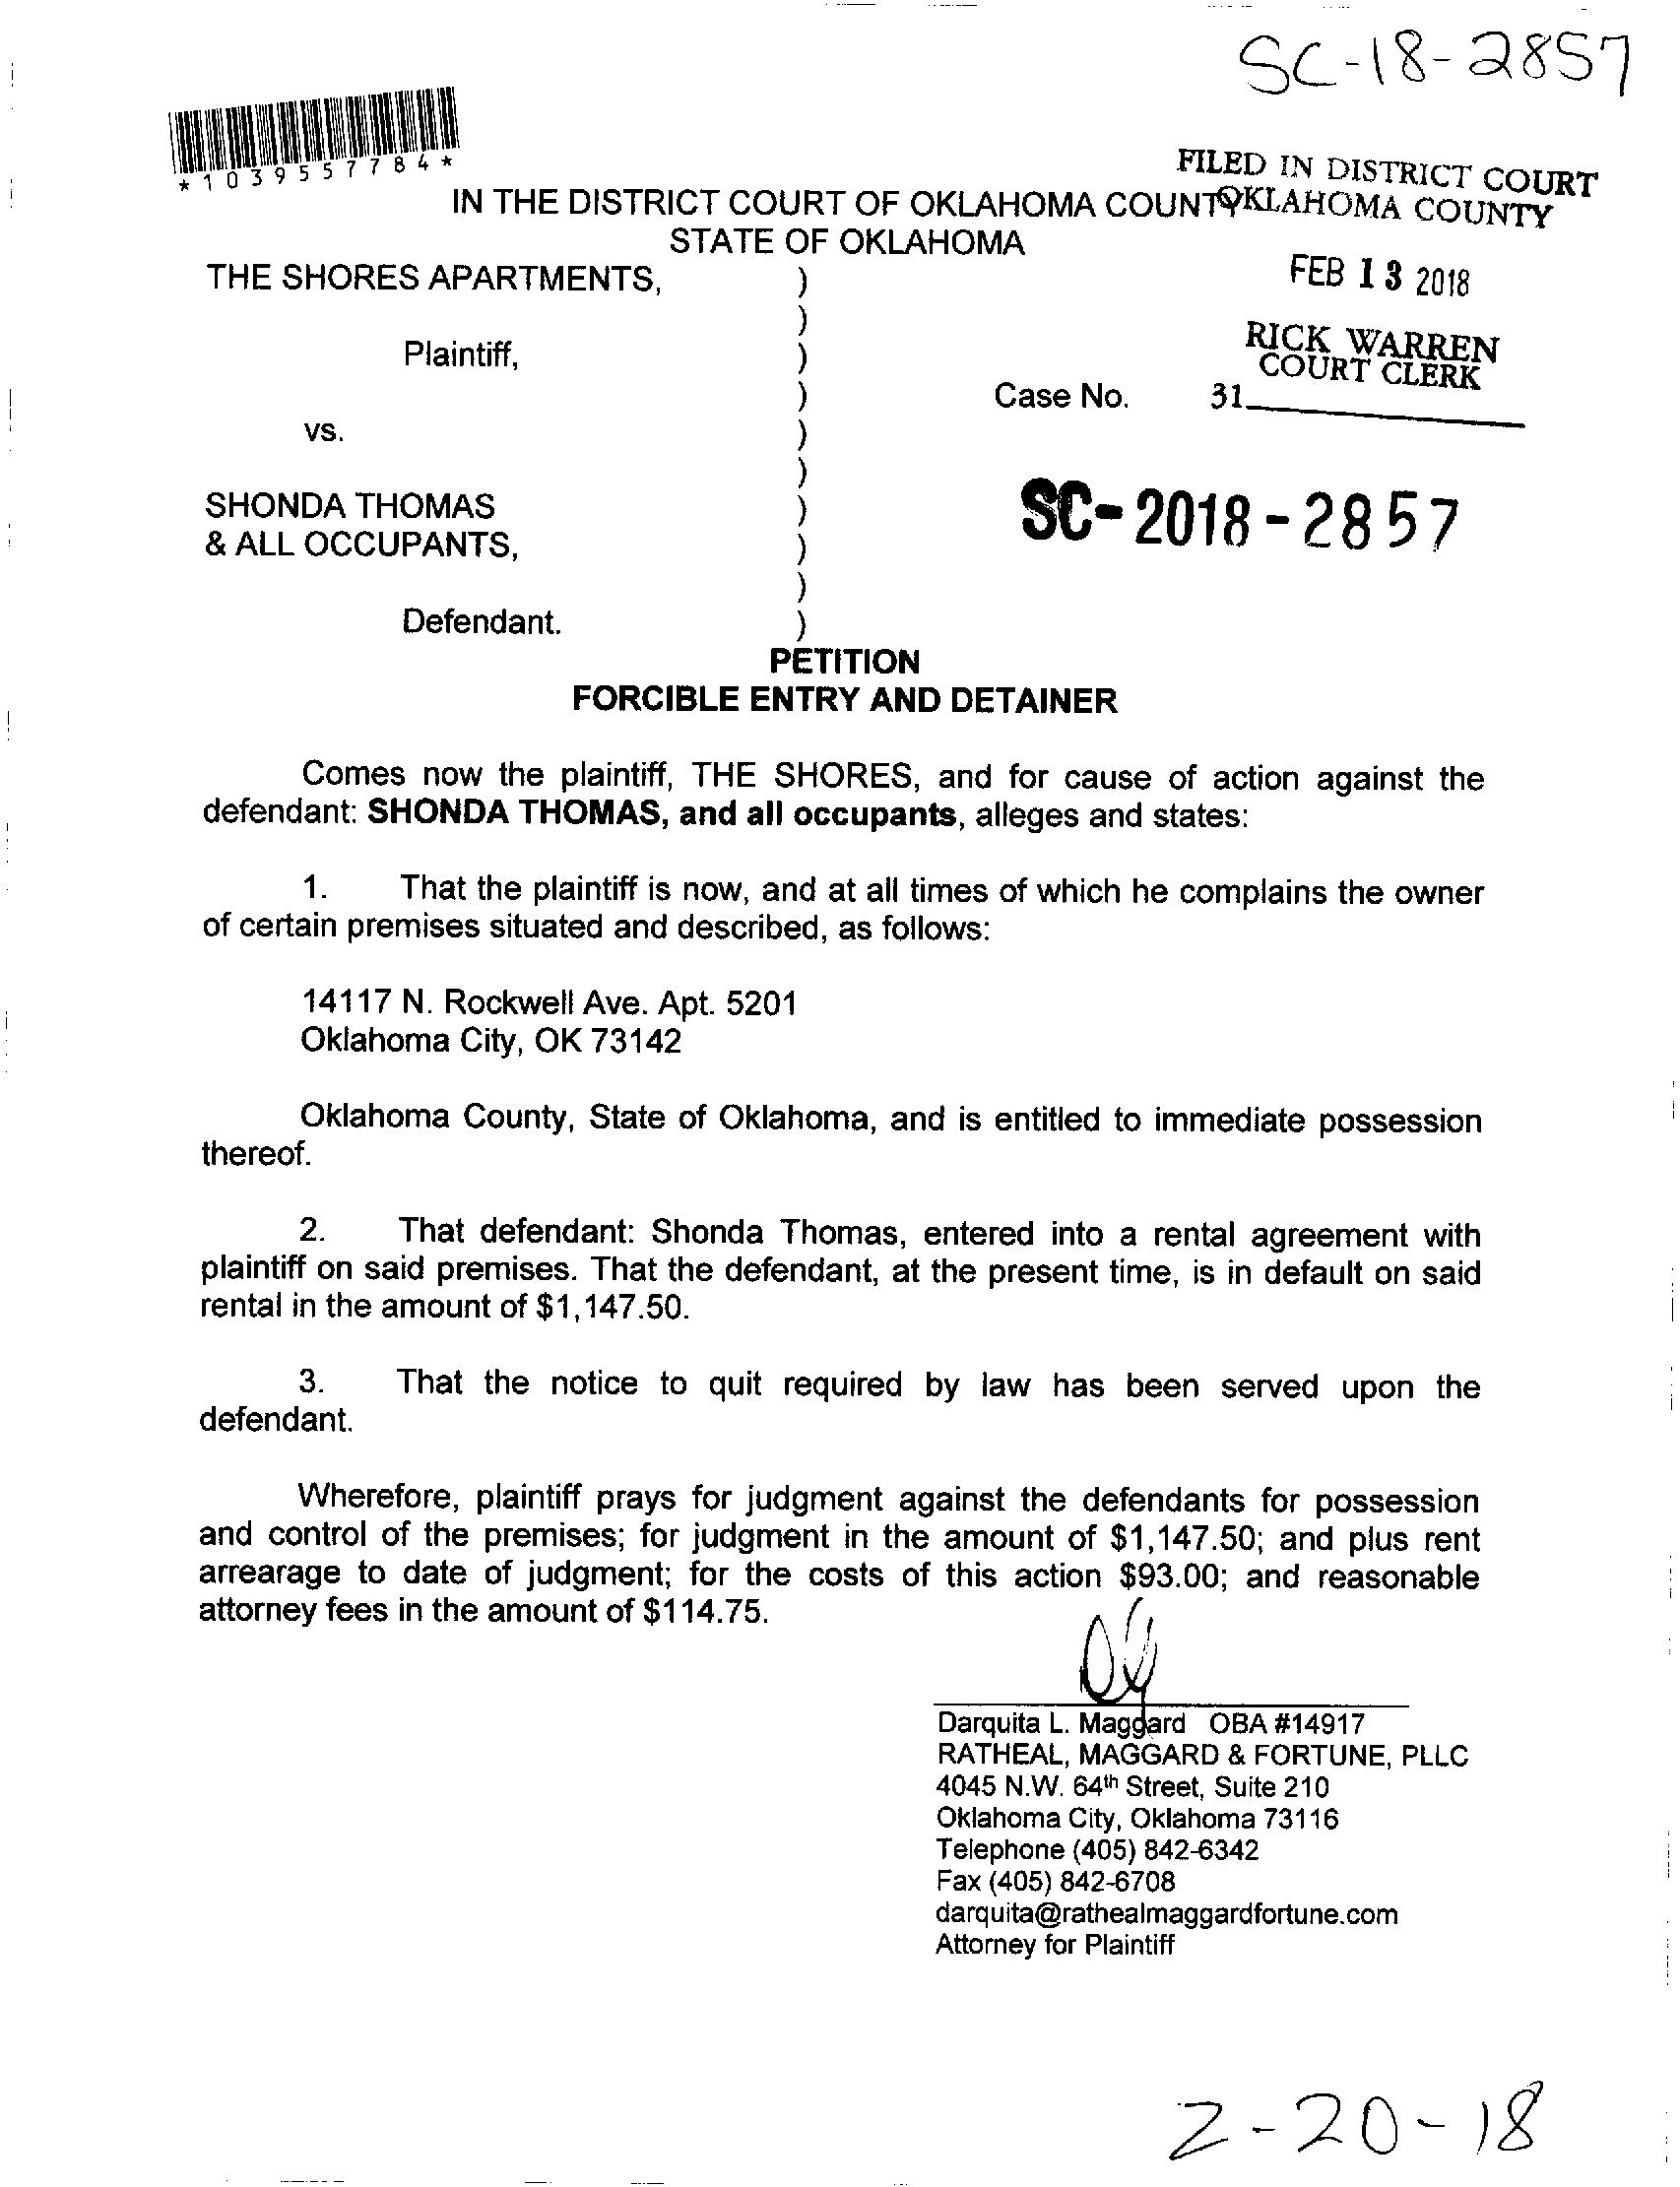 SC-18-2857
*1039557784*
FILED IN DISTRICT COURT
OKLAHOMA COUNTY
IN THE DISTRICT COURT OF OKLAHOMA COUNTY
STATE OF OKLAHOMA
FEB 13 2018
RICK WARREN
COURT CLERK
31
THE SHORES APARTMENTS, )
)
Plaintiff, )
) Case No.
vs. )
)
SHONDA THOMAS ) SC-2018-2857
& ALL OCCUPANTS, )
)
Defendant. )
PETITION
FORCIBLE ENTRY AND DETAINER
Comes now the plaintiff, THE SHORES, and for cause of action against the
defendant: SHONDA THOMAS, and all occupants, alleges and states:
1. That the plaintiff is now, and at all times of which he complains the owner
of certain premises situated and described, as follows:
14117 N. Rockwell Ave. Apt. 5201
Oklahoma City, OK 73142
Oklahoma County, State of Oklahoma, and is entitled to immediate possession
thereof.
2. That defendant: Shonda Thomas, entered into a rental agreement with
plaintiff on said premises. That the defendant, at the present time, is in default on said
rental in the amount of $1,147.50.
3. That the notice to quit required by law has been served upon the
defendant.
Wherefore, plaintiff prays for judgment against the defendants for possession
and control of the premises; for judgment in the amount of $1,147.50; and plus rent
arrearage to date of judgment; for the costs of this action $93.00; and reasonable
attorney fees in the amount of $114.75.
Darquita L. Maggard OBA #14917
RATHEAL, MAGGARD & FORTUNE, PLLC
4045 N.W. 64th Street, Suite 210
Oklahoma City, Oklahoma 73116
Telephone (405) 842-6342
Fax (405) 842-6708
darquita@rathealmaggardfortune.com
Attorney for Plaintiff
2-20-18